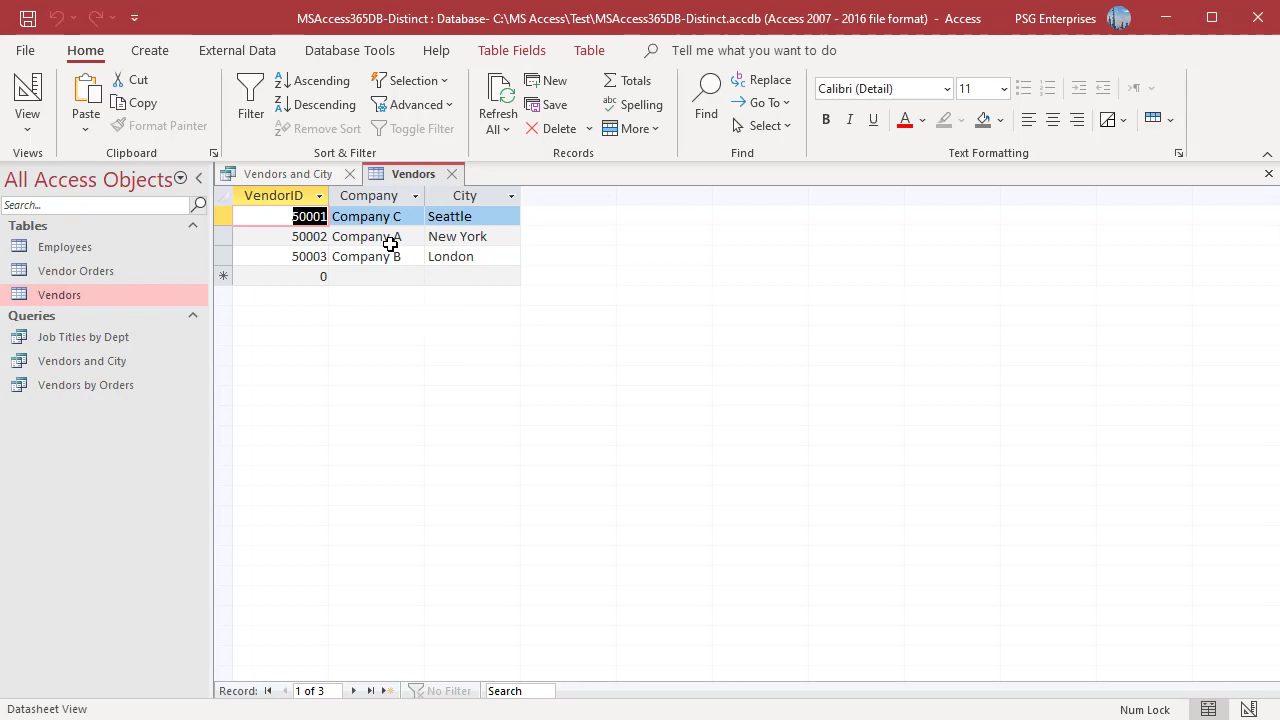 MSAccess365DB-Distinct : Database- C:\MS Access\Test\MSAccess365DB-Distinct.accdb (Access 2007 - 2016 file format) - Access
PSG Enterprises
File Home Create External Data Database Tools Help Table Fields Table Tell me what you want to do
View
Views
Paste
Cut
Copy
Format Painter
Clipboard
Filter
Ascending
Descending
Remove Sort
Selection
Advanced
Toggle Filter
Sort & Filter
Refresh
All
New
Save
Delete
Totals
Spelling
More
Records
Find
Replace
Go To
Select
Find
Calibri (Detail) 11
B I U A
Text Formatting
All Access Objects
Search...
Tables
Employees
Vendor Orders
Vendors
Queries
Job Titles by Dept
Vendors and City
Vendors by Orders
Vendors and City Vendors
VendorID Company City
50001 Company C Seattle
50002 Company A New York
50003 Company B London
0
Record: 1 of 3 No Filter Search
Datasheet View
Num Lock